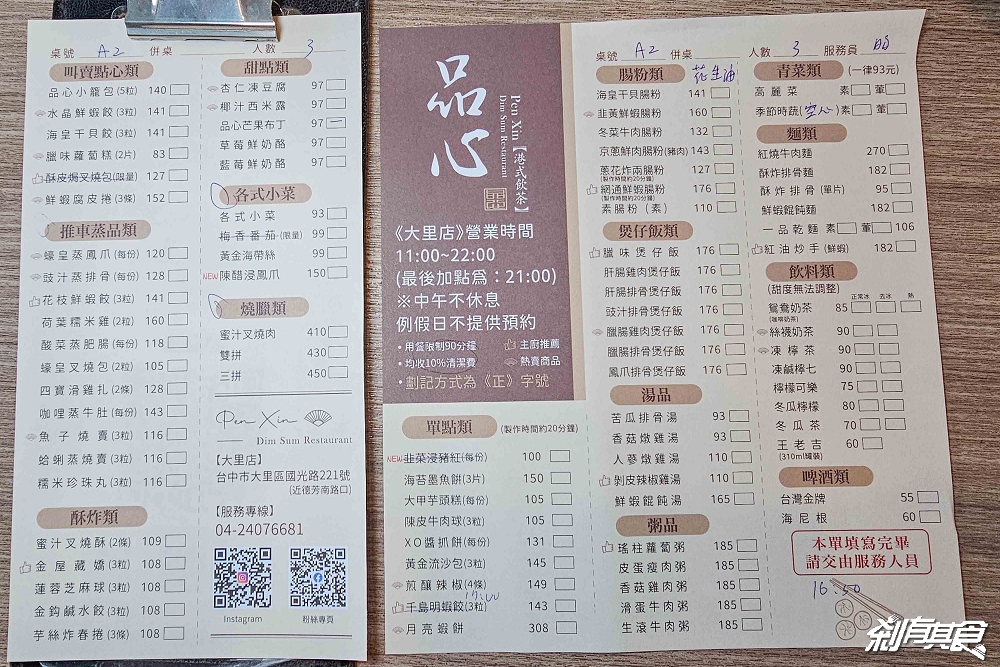 桌號 A2 併桌 人數 3
叫賣點心類
品心小籠包(5粒) 140
水晶鮮蝦餃(3粒) 141
海皇干貝餃(3粒) 141
臘味蘿蔔糕(2片) 83
酥皮焗叉燒包(限量) 127
鮮蝦腐皮捲(3條) 152
推車蒸品類
蠔皇蒸鳳爪(每份) 120
豉汁蒸排骨(每份) 128
花枝鮮蝦餃(3粒) 141
荷葉糯米雞(2粒) 160
酸菜蒸肥腸(每份) 118
蠔皇叉燒包(2粒) 105
四寶滑雞扎(2條) 128
咖哩蒸牛肚(每份) 143
魚子燒賣(3粒) 116
蛤蜊蒸燒賣(3粒) 116
糯米珍珠丸(3粒) 116
酥炸類
蜜汁叉燒酥(2條) 109
金屋藏嬌(3粒) 108
蓮蓉芝麻球(3粒) 108
金鈎鹹水餃(3粒) 108
芋絲炸春捲(3條) 108
甜點類
杏仁凍豆腐 97
椰汁西米露 97
品心芒果布丁 97
草莓鮮奶酪 97
藍莓鮮奶酪 97
各式小菜
各式小菜 93
梅香番茄(限量) 99
黃金海帶絲 99
NEW 陳醋浸鳳爪 150
燒臘類
蜜汁叉燒肉 410
雙拼 430
三拼 450
Pen Xin
Dim Sum Restaurant
【大里店】
台中市大里區國光路221號
(近德芳南路口)
【服務專線】
04-24076681
Instagram 粉絲專頁
品心
Pen Xin【港式飲茶】
Dim Sum Restaurant
《大里店》營業時間
11:00~22:00
(最後加點為：21:00)
※中午不休息
例假日不提供預約
•用餐限制90分鐘 主廚推薦
•均收10%清潔費 熱賣商品
•劃記方式為《正》字號
單點類 (製作時間約20分鐘)
NEW 韭菜浸豬紅(每份) 100
海苔墨魚餅(3片) 150
大甲芋頭糕(每份) 105
陳皮牛肉球(3粒) 105
XO醬抓餅(每份) 131
黃金流沙包(3粒) 145
煎釀辣椒(4條) 149
千島明蝦餃(3粒) 143
月亮蝦餅 308
桌號 A2 併桌 人數 3 服務員
腸粉類 花生油
海皇干貝腸粉 141
韭黃鮮蝦腸粉 160
冬菜牛肉腸粉 132
京蔥鮮肉腸粉(豬肉) 143
蔥花炸兩腸粉 127
(製作時間約20分鐘)
網通鮮蝦腸粉 176
(製作時間約20分鐘)
素腸粉(素) 110
煲仔飯類
臘味煲仔飯 176
肝腸雞肉煲仔飯 176
肝腸排骨煲仔飯 176
豉汁排骨煲仔飯 176
臘腸雞肉煲仔飯 176
臘腸排骨煲仔飯 176
鳳爪排骨煲仔飯 176
湯品
苦瓜排骨湯 93
香菇燉雞湯 93
人蔘燉雞湯 110
剝皮辣椒雞湯 110
鮮蝦餛飩湯 165
粥品
瑤柱蘿蔔粥 185
皮蛋瘦肉粥 185
香菇雞肉粥 185
滑蛋牛肉粥 185
生滾牛肉粥 185
青菜類 (一律93元)
高麗菜 素 葷
季節時蔬(空心) 素 葷
麵類
紅燒牛肉麵 270
酥炸排骨麵 182
酥炸排骨(單片) 95
鮮蝦餛飩麵 182
一品乾麵 素 葷 106
紅油炒手(鮮蝦) 182
飲料類
(甜度無法調整) 正常冰 去冰 熱
鴛鴦奶茶 85
(咖啡奶茶)
絲襪奶茶 90
凍檸茶 90
凍鹹檸七 90
檸檬可樂 75
冬瓜檸檬 80
冬瓜茶 70
王老吉 60
(310ml罐裝)
啤酒類
台灣金牌 55
海尼根 60
本單填寫完畢
請交由服務人員
16:50
剎有其食